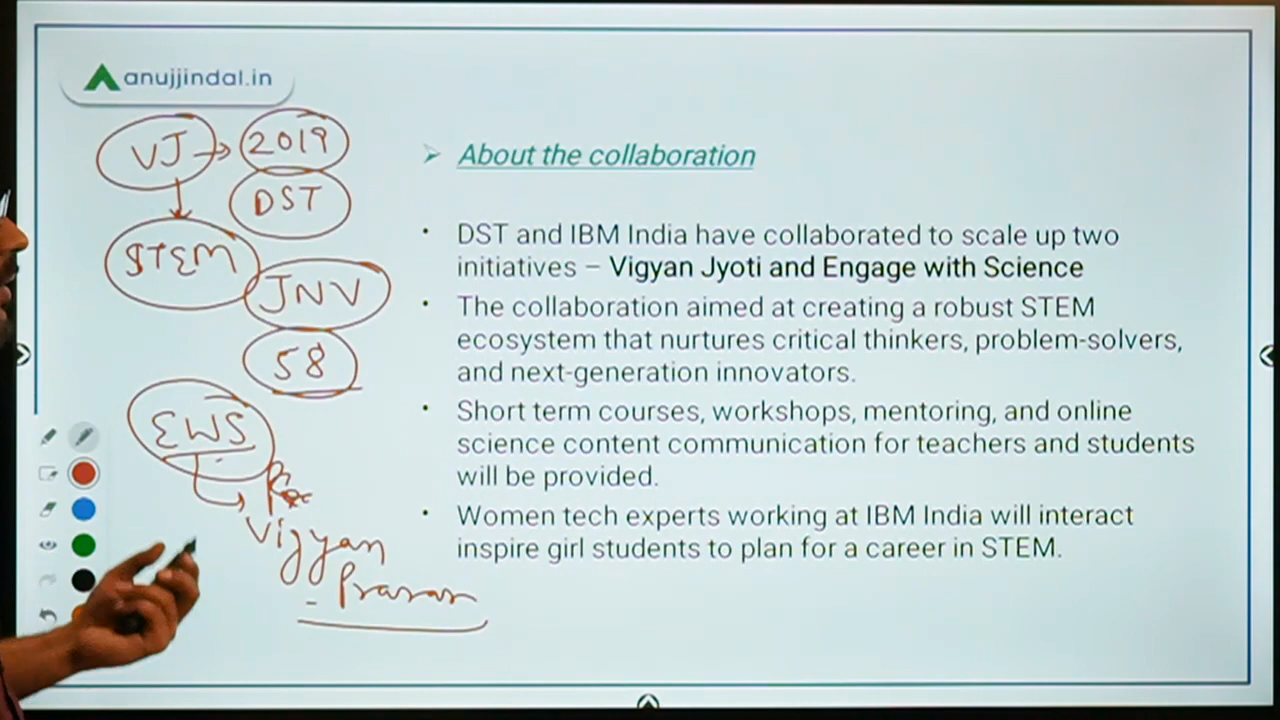 anujjindal.in
VJ → 2019
DST
STEM
JNV
58
EWS
Vigyan
Prasar
About the collaboration
• DST and IBM India have collaborated to scale up two
initiatives – Vigyan Jyoti and Engage with Science
• The collaboration aimed at creating a robust STEM
ecosystem that nurtures critical thinkers, problem-solvers,
and next-generation innovators.
• Short term courses, workshops, mentoring, and online
science content communication for teachers and students
will be provided.
• Women tech experts working at IBM India will interact
inspire girl students to plan for a career in STEM.